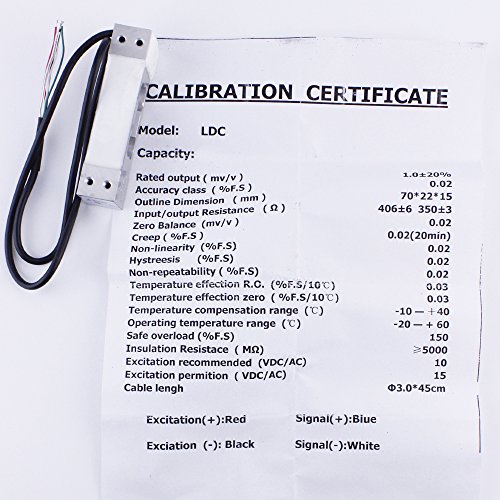 CALIBRATION CERTIFICATE
Model: LDC
Capacity:
Rated output ( mv/v ) 1.0±20%
Accuracy class ( %F.S ) 0.02
Outline Dimension ( mm ) 70*22*15
Input/output Resistance ( Ω ) 406±6 350±3
Zero Balance (mv/v) 0.02
Creep ( %F.S ) 0.02(20min)
Non-linearity (%F.S) 0.02
Hystreesis (%F.S) 0.02
Non-repeatability ( %F.S ) 0.02
Temperature effection R.O. (%F.S/10℃) 0.03
Temperature effection zero ( %F.S/10℃) 0.03
Temperature compensation range ( ℃) -10 — +40
Operating temperature range ( ℃) -20 — + 60
Safe overload (%F.S) 150
Insulation Resistace ( MΩ) ≥5000
Excitation recommended (VDC/AC) 10
Excitation permition ( VDC/AC) 15
Cable lengh Φ3.0*45cm
Excitation(+):Red Signal(+):Blue
Exciation (-): Black Signal(-):White